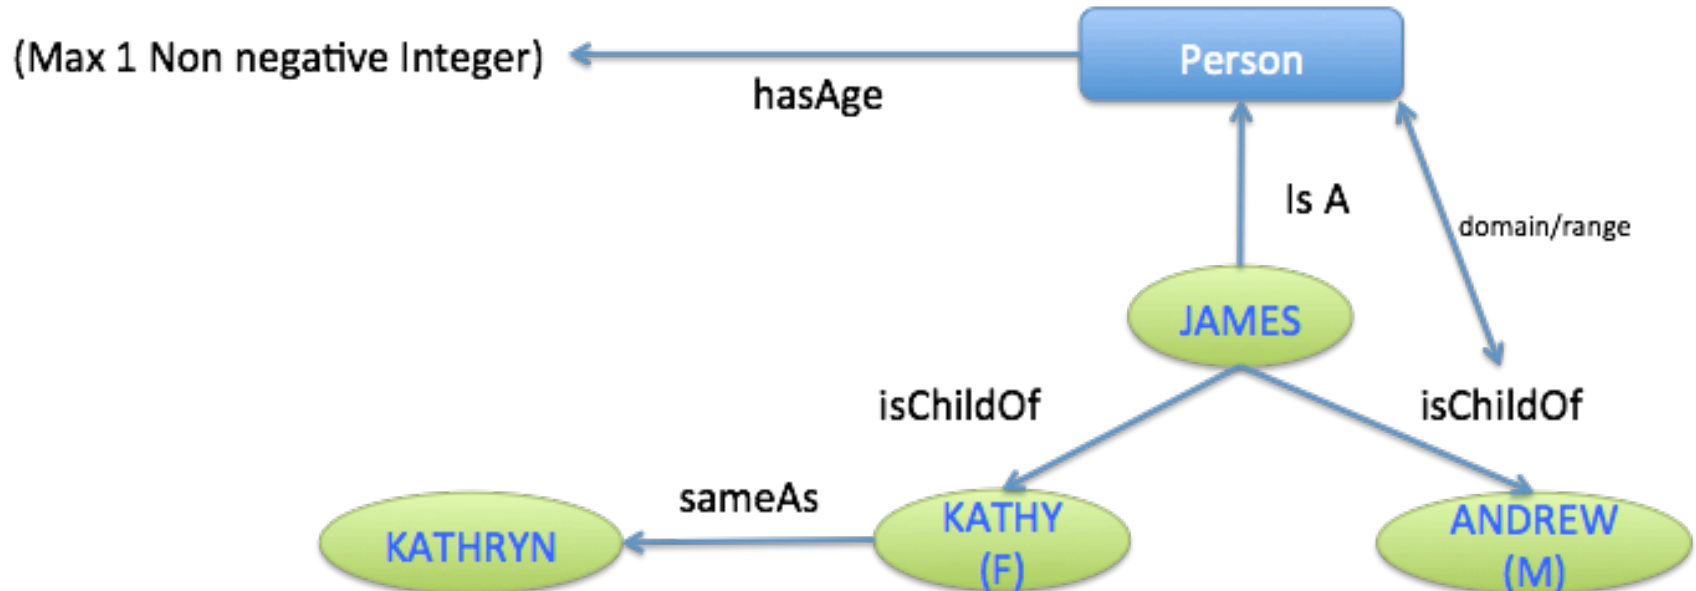 (Max 1 Non negative Integer)
Person
hasAge
Is A
domain/range
JAMES
isChildOf
isChildOf
sameAs
KATHRYN
KATHY
(F)
ANDREW
(M)